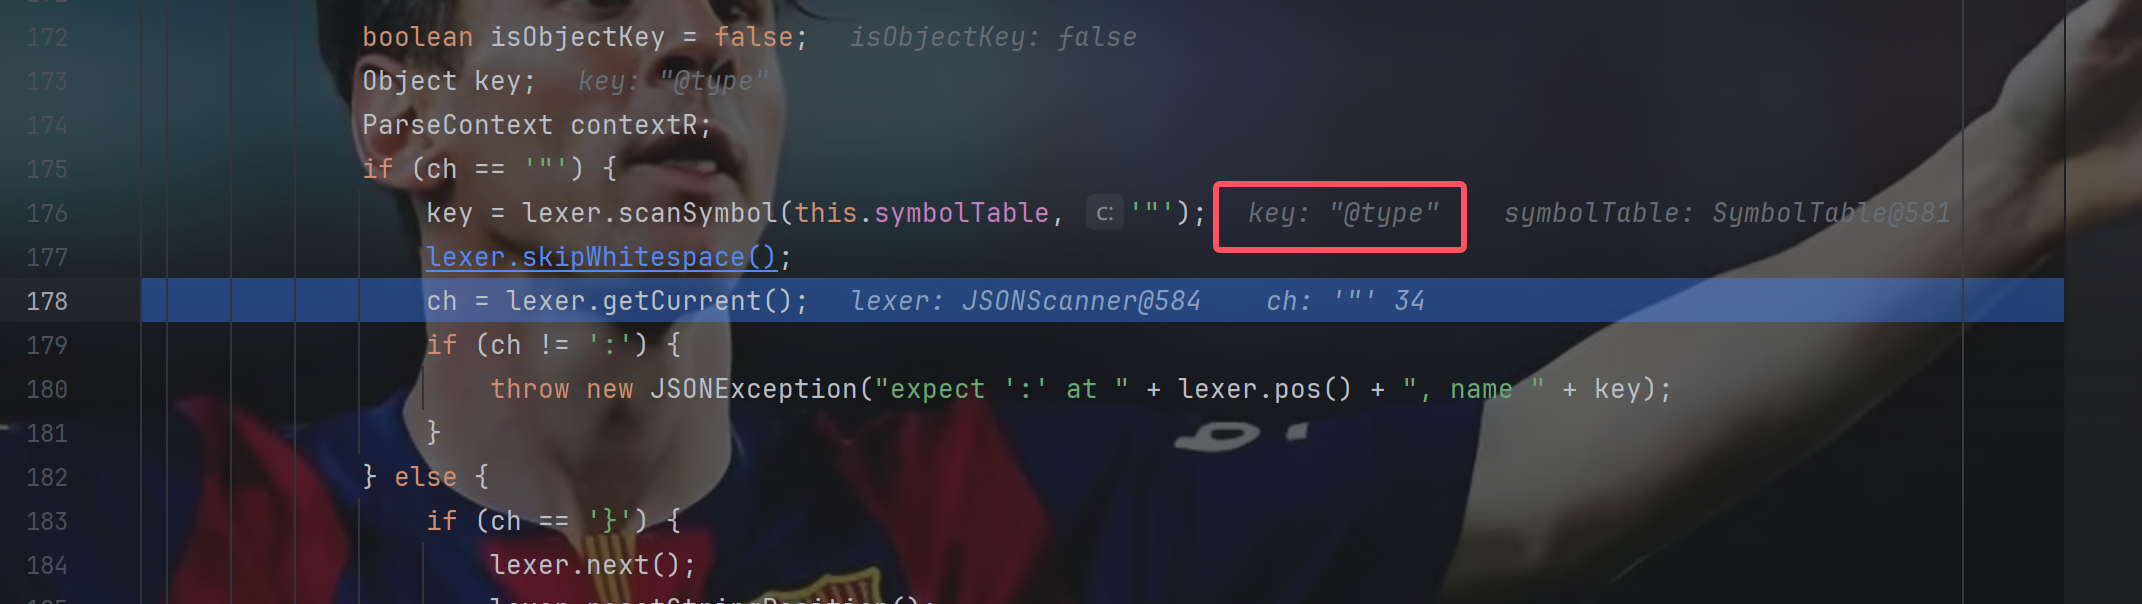 172 boolean isObjectKey = false; isObjectKey: false
173 Object key; key: "@type"
174 ParseContext contextR;
175 if (ch == '"') {
176 key = lexer.scanSymbol(this.symbolTable, c: '"'); key: "@type" symbolTable: SymbolTable@581
177 lexer.skipWhitespace();
178 ch = lexer.getCurrent(); lexer: JSONScanner@584 ch: '"' 34
179 if (ch != ':') {
180 throw new JSONException("expect ':' at " + lexer.pos() + ", name " + key);
181 }
182 } else {
183 if (ch == '}') {
184 lexer.next();